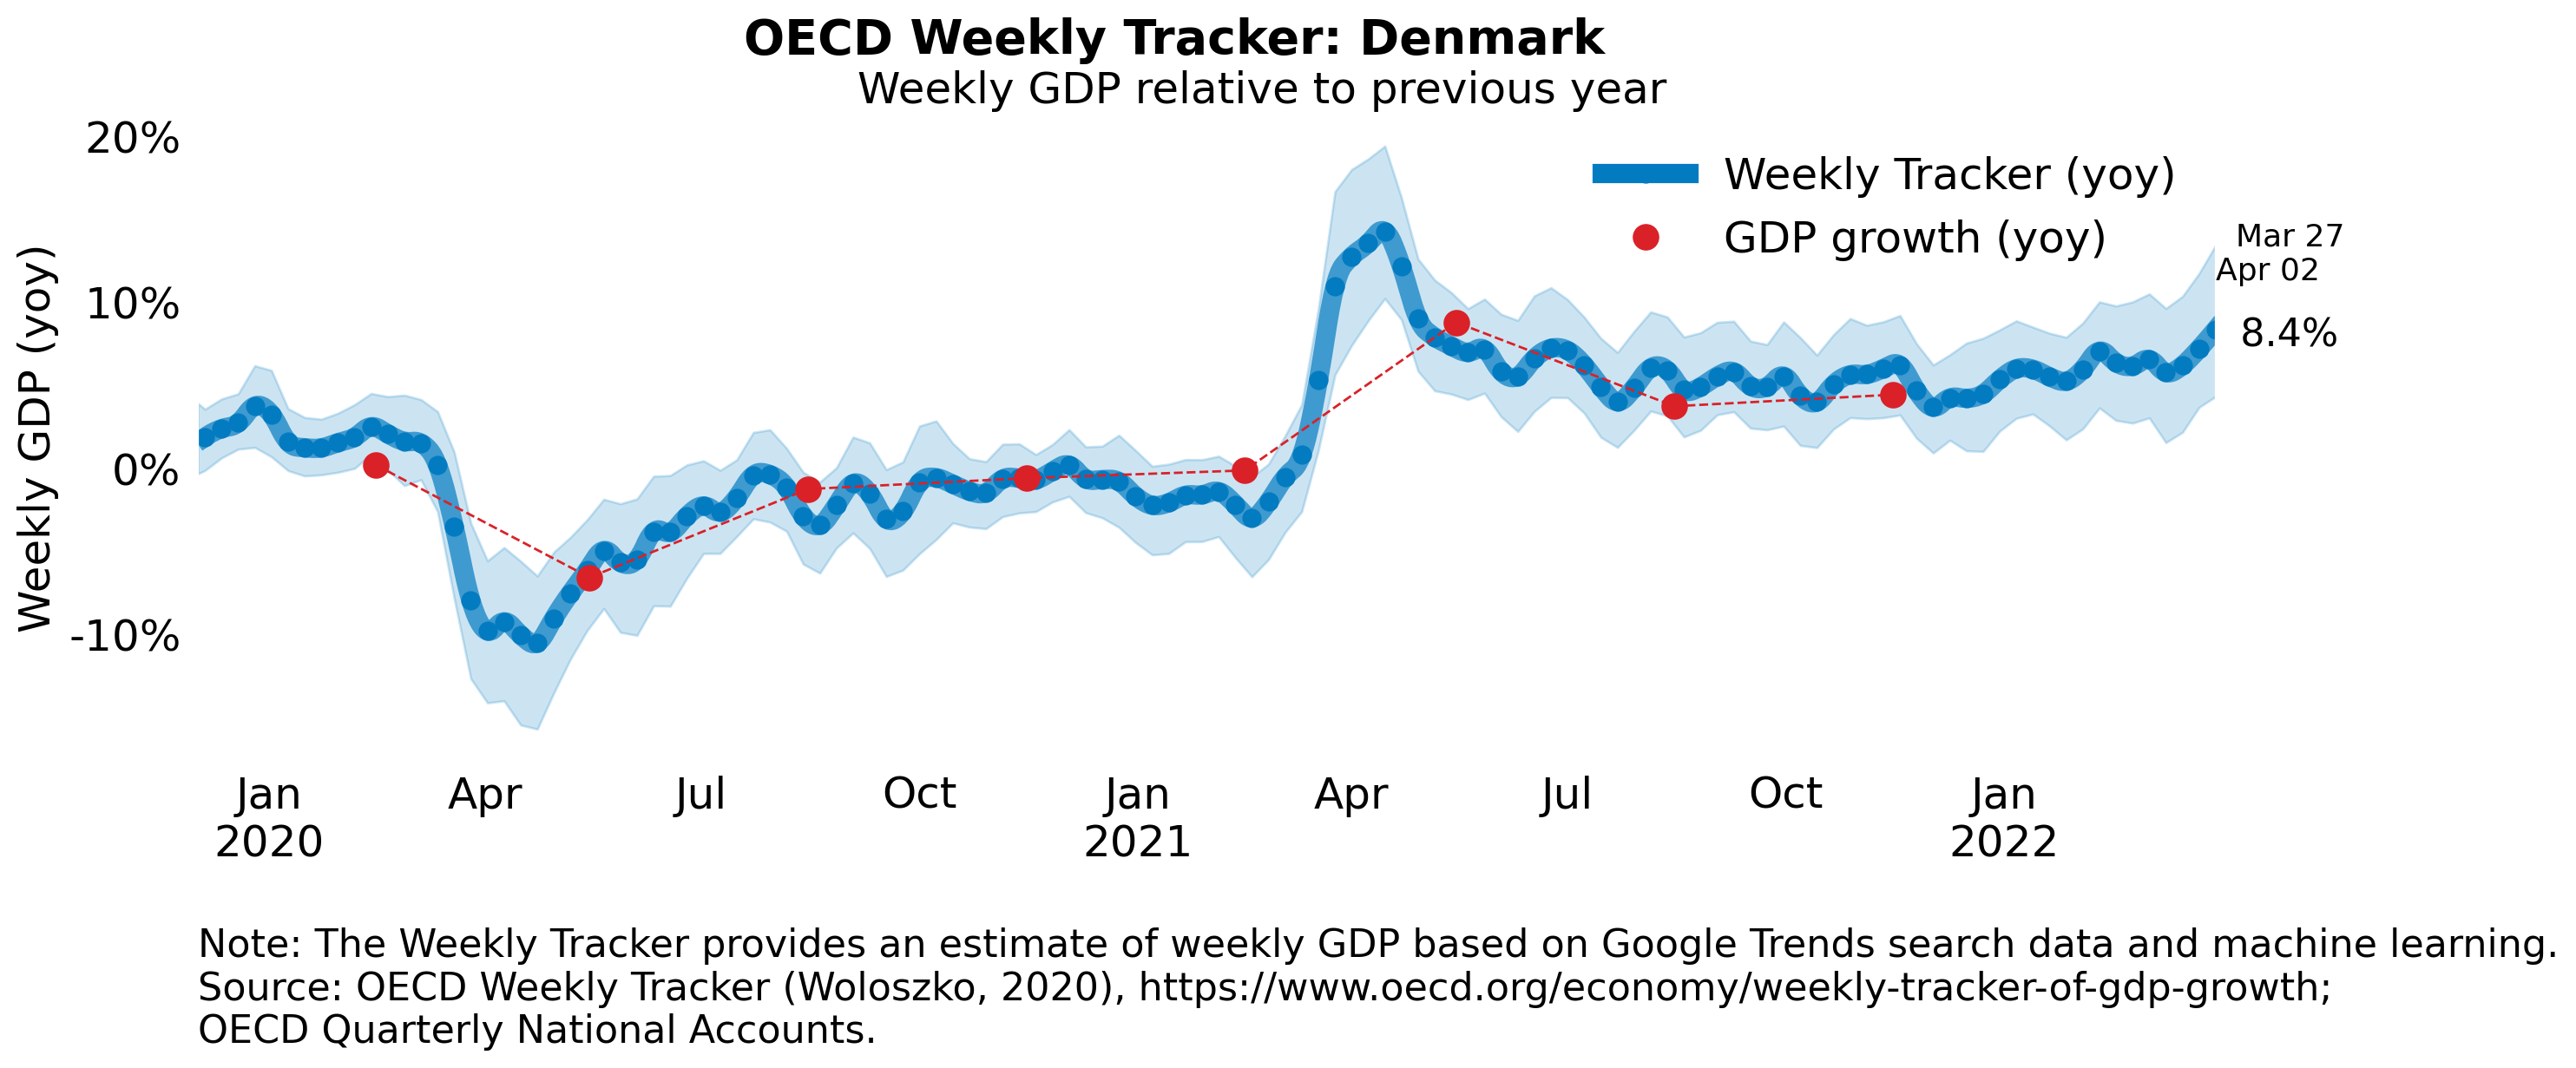 OECD Weekly Tracker: Denmark
Weekly GDP relative to previous year
Weekly GDP (yoy)
20%
10%
0%
-10%
Weekly Tracker (yoy)
GDP growth (yoy)
Mar 27
Apr 02
8.4%
Jan Apr Jul Oct Jan Apr Jul Oct Jan
2020 2021 2022
Note: The Weekly Tracker provides an estimate of weekly GDP based on Google Trends search data and machine learning.
Source: OECD Weekly Tracker (Woloszko, 2020), https://www.oecd.org/economy/weekly-tracker-of-gdp-growth;
OECD Quarterly National Accounts.